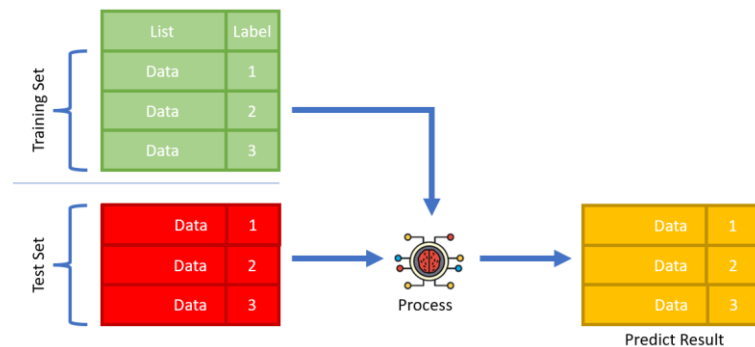 List Label
Data 1
Data 2
Data 3
Training Set
Data 1
Data 2
Data 3
Test Set
Process
Data 1
Data 2
Data 3
Predict Result